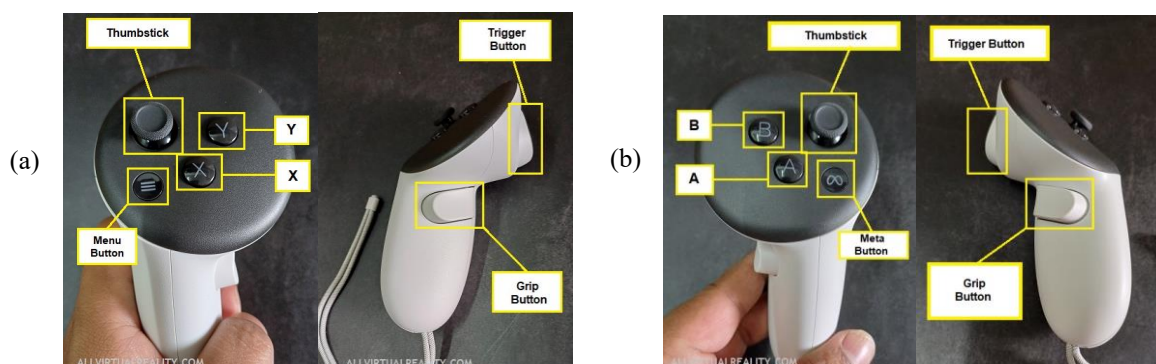 (a)
Thumbstick
Y
Y
X
X
Menu
Button
Trigger
Button
Grip
Button
ALLVIRTUALREALITY.COM
ALLVIRTUALREALITY.COM
(b)
Thumbstick
B
B
A
A
Meta
Button
Trigger Button
Grip
Button
ALLVIRTUALREALITY.COM
ALLVIRTUALREALITY.COM